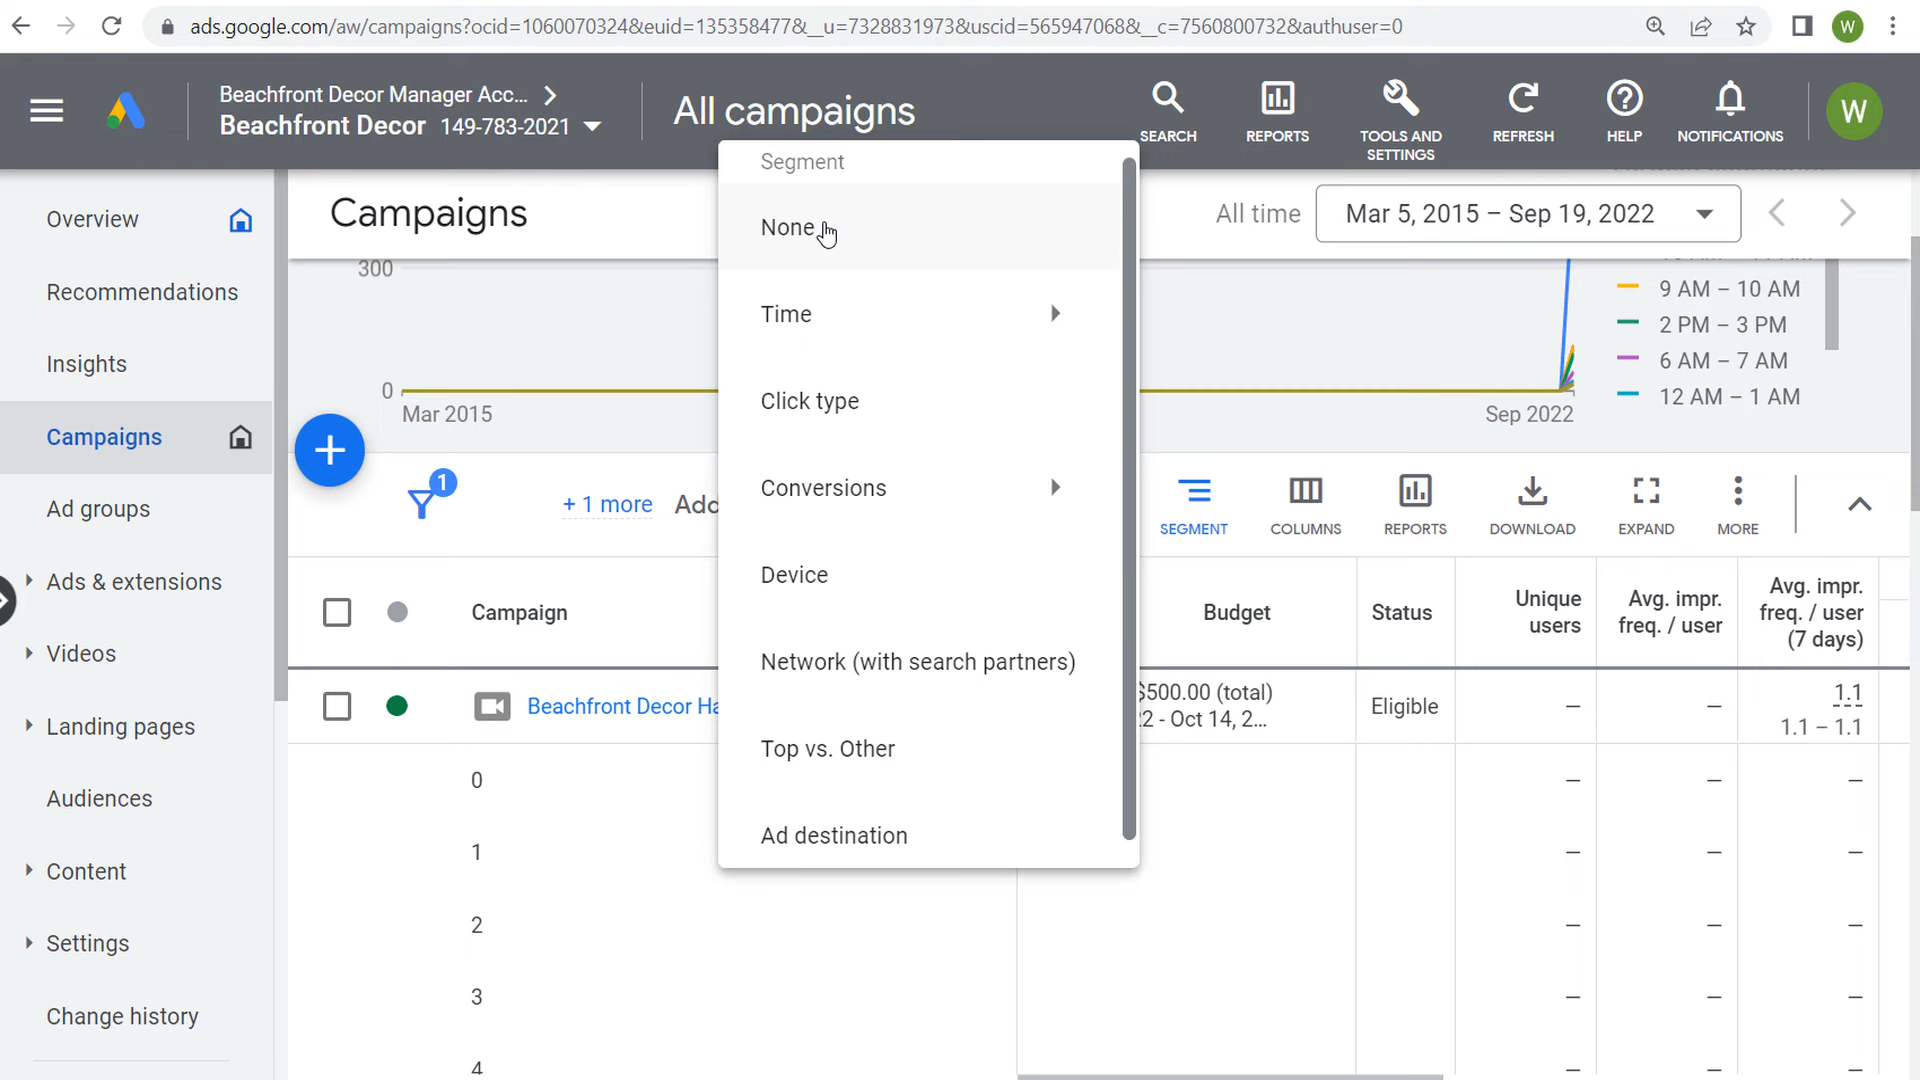 ads.google.com/aw/campaigns?ocid=1060070324&euid=135358477&__u=7328831973&uscid=565947068&__c=7560800732&authuser=0
W
Beachfront Decor Manager Acc...
Beachfront Decor 149-783-2021
All campaigns
SEARCH
REPORTS
TOOLS AND
SETTINGS
REFRESH
HELP
NOTIFICATIONS
W
Overview
Recommendations
Insights
Campaigns
Ad groups
Ads & extensions
Videos
Landing pages
Audiences
Content
Settings
Change history
Campaigns
All time
Mar 5, 2015 – Sep 19, 2022
300
0
Mar 2015
Sep 2022
9 AM – 10 AM
2 PM – 3 PM
6 AM – 7 AM
12 AM – 1 AM
Segment
None
Time
Click type
Conversions
Device
Network (with search partners)
Top vs. Other
Ad destination
1
+ 1 more
SEGMENT
COLUMNS
REPORTS
DOWNLOAD
EXPAND
MORE
Campaign
Budget
Status
Unique
users
Avg. impr.
freq. / user
Avg. impr.
freq. / user
(7 days)
Beachfront Decor Ha
$500.00 (total)
22 - Oct 14, 2...
Eligible
–
–
1.1
1.1 – 1.1
0
–
–
–
1
–
–
–
2
–
–
–
3
–
–
–
4
–
–
–